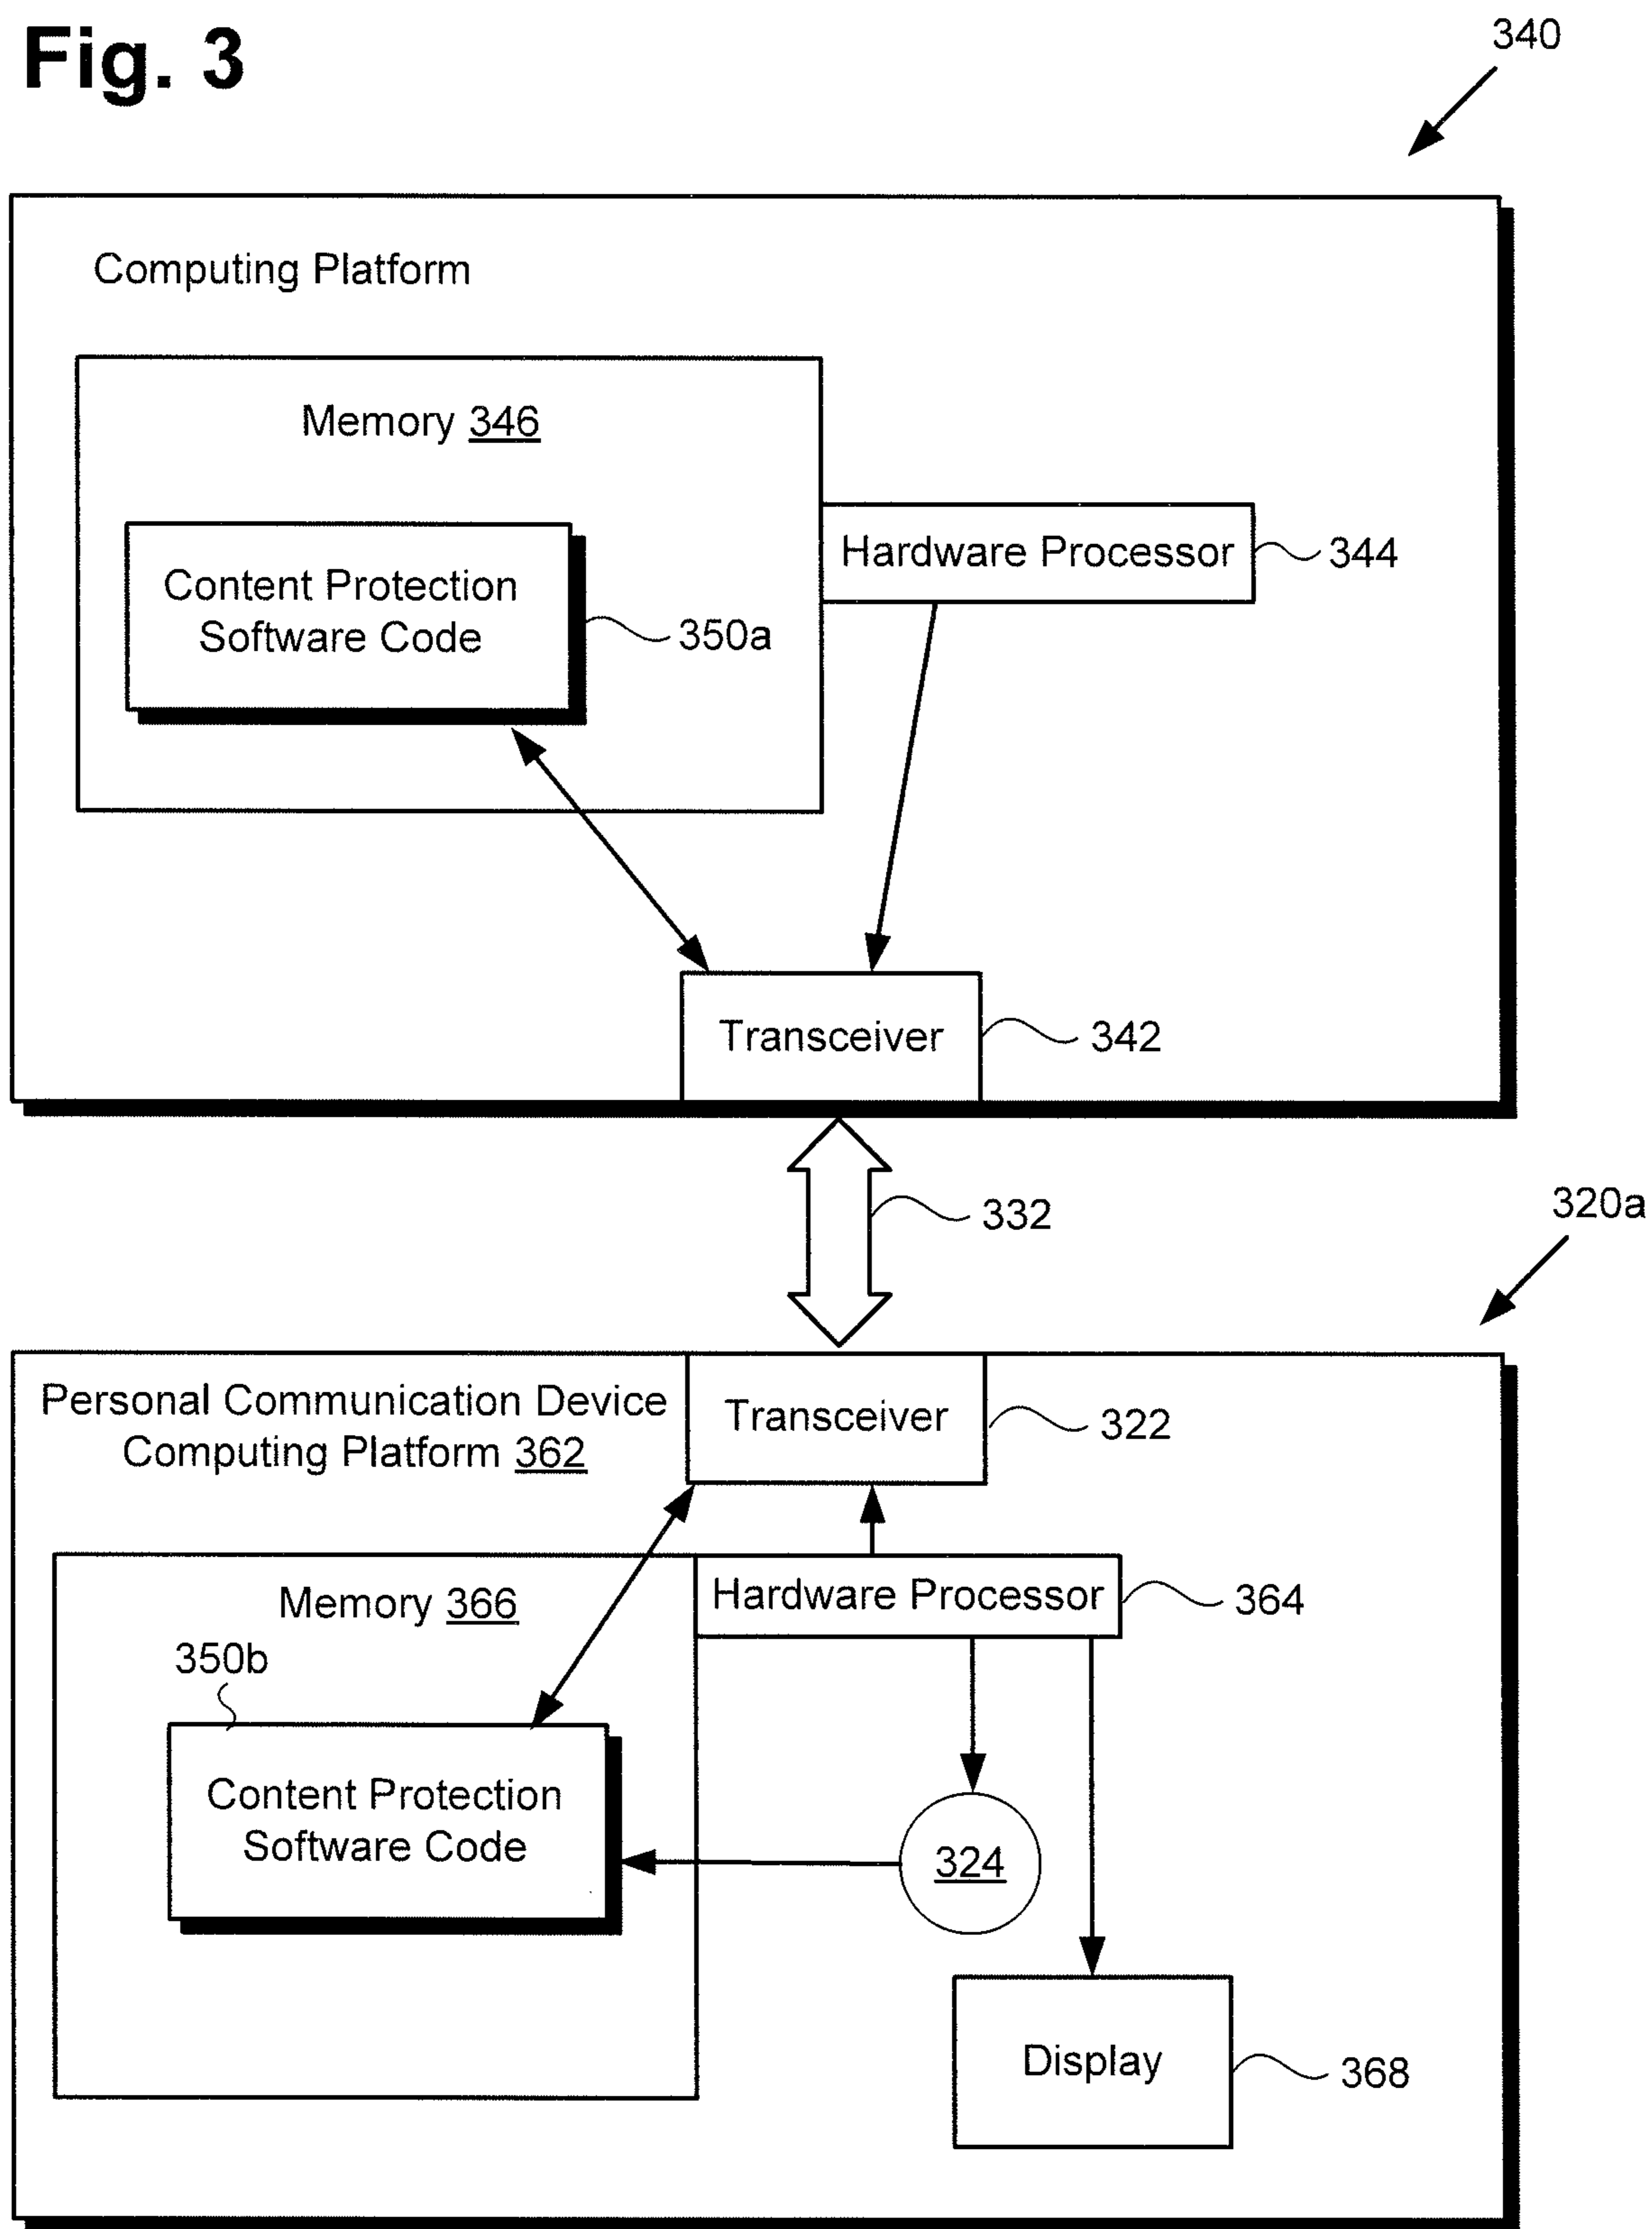 Fig. 3
340
Computing Platform
Memory 346
Content Protection
Software Code
350a
Hardware Processor
344
Transceiver
342
332
320a
Personal Communication Device
Computing Platform 362
Transceiver
322
Memory 366
Hardware Processor
364
350b
Content Protection
Software Code
324
Display
368